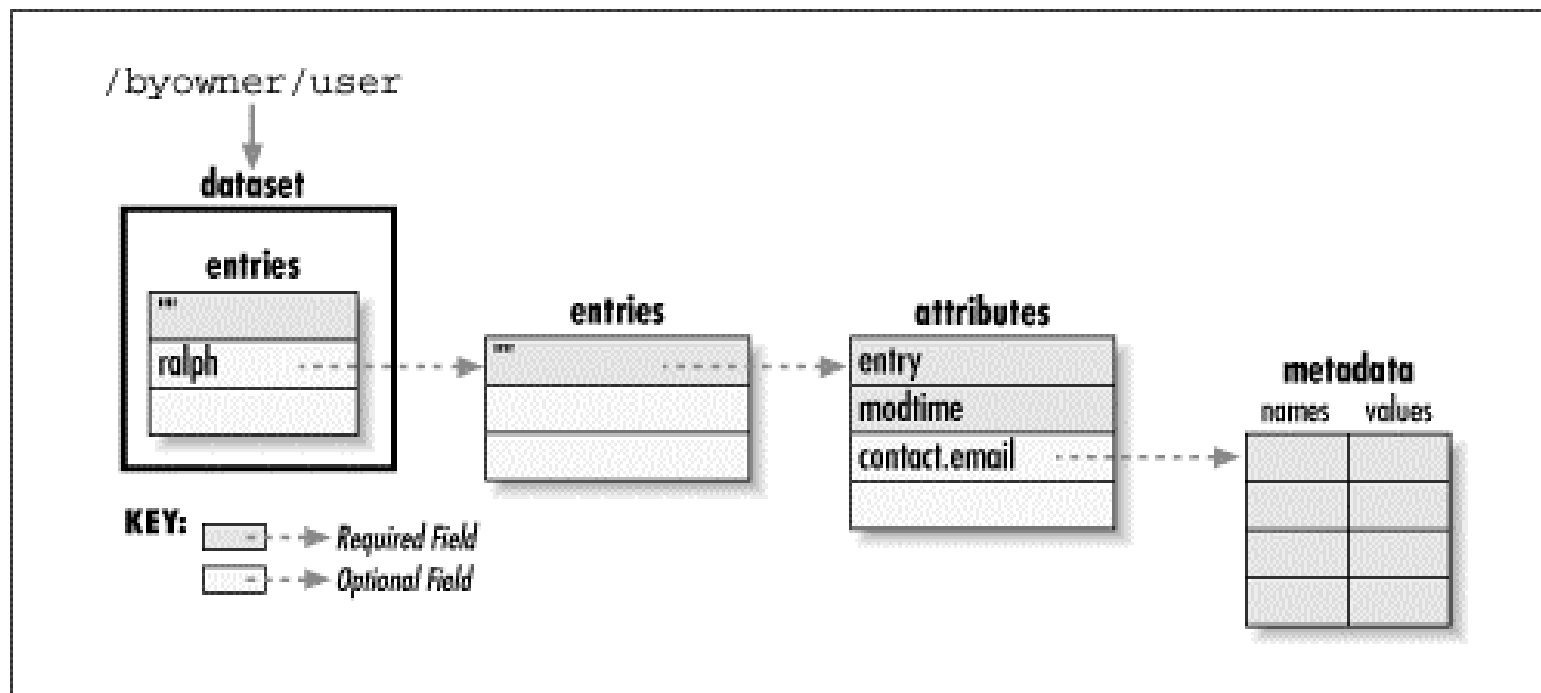 /byowner/user
dataset
entries
""
ralph
entries
""
attributes
entry
modtime
contact.email
metadata
names values
KEY:
Required Field
Optional Field